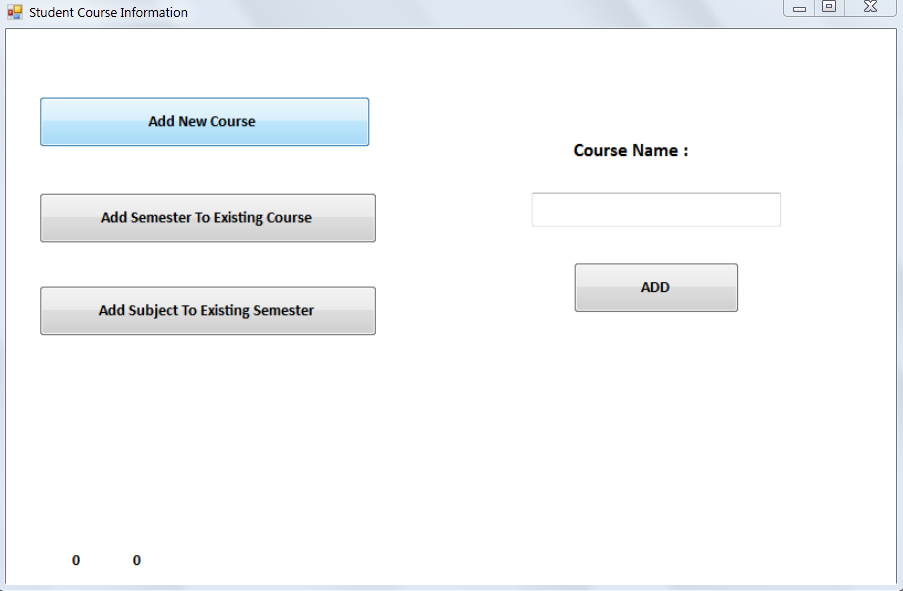 Student Course Information
Add New Course
Add Semester To Existing Course
Add Subject To Existing Semester
Course Name :
ADD
0 0